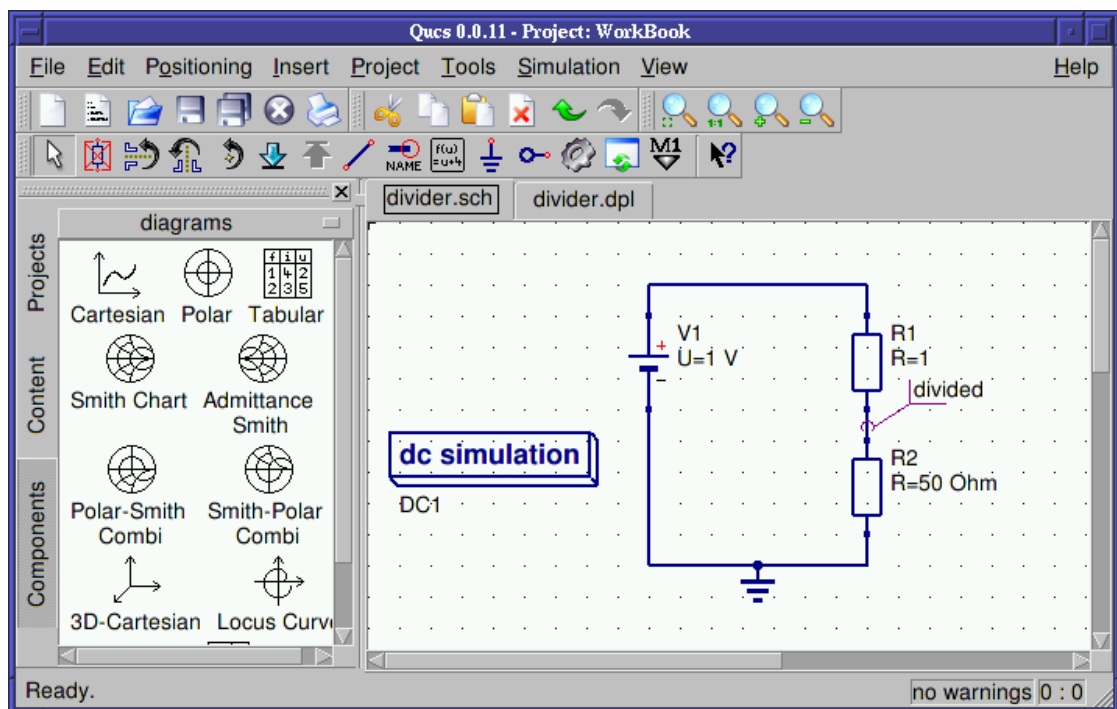 Qucs 0.0.11 - Project: WorkBook
File Edit Positioning Insert Project Tools Simulation View Help
1:1
NAME
f(u)
=u+4
M1
divider.sch divider.dpl
Projects
Content
Components
diagrams
f i u
1 4 2
2 3 5
Cartesian Polar Tabular
Smith Chart Admittance
Smith
Polar-Smith Smith-Polar
Combi Combi
3D-Cartesian Locus Curv
V1
U=1 V
R1
R=1
divided
R2
R=50 Ohm
dc simulation
DC1
Ready.
no warnings 0 : 0